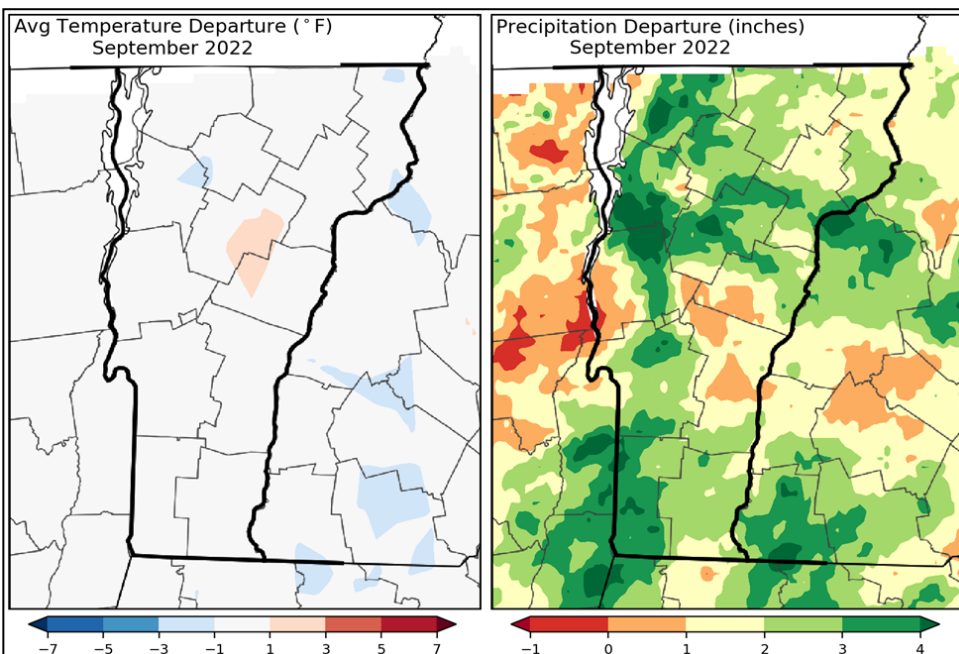 Avg Temperature Departure (°F)
September 2022
Precipitation Departure (inches)
September 2022
−7 −5 −3 −1 1 3 5 7
−1 0 1 2 3 4